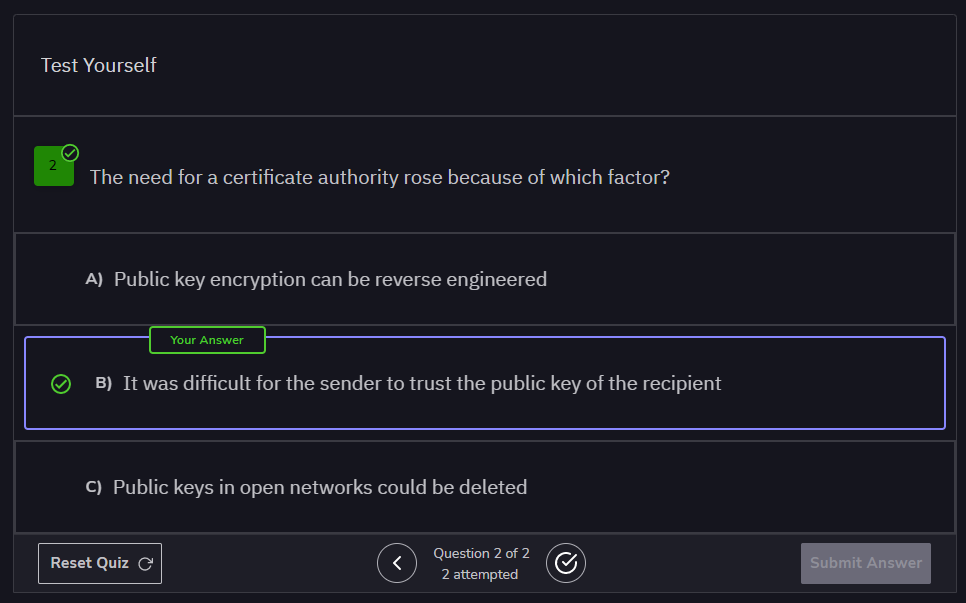 Test Yourself
2
The need for a certificate authority rose because of which factor?
A) Public key encryption can be reverse engineered
Your Answer
B) It was difficult for the sender to trust the public key of the recipient
C) Public keys in open networks could be deleted
Reset Quiz
Question 2 of 2
2 attempted
Submit Answer